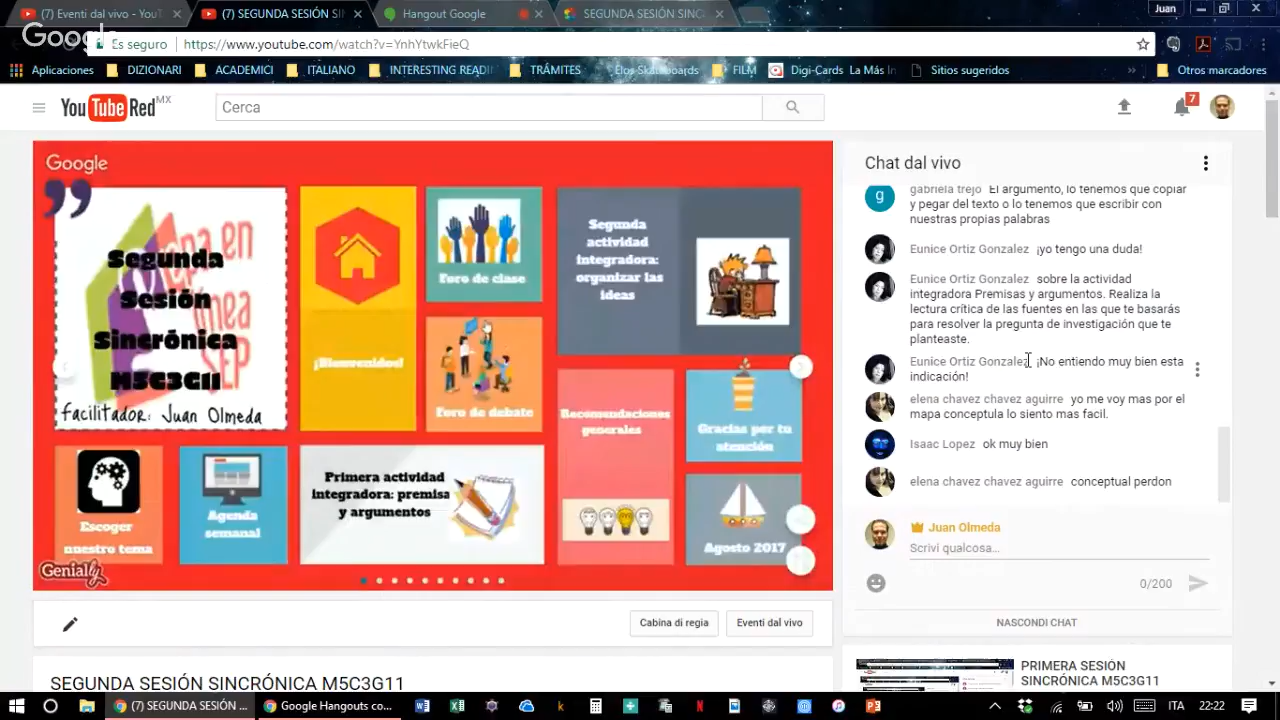 (7) Eventi dal vivo - YouT
(7) SEGUNDA SESIÓN SIN
Hangout Google
SEGUNDA SESIÓN SINC
Juan
Google
Es seguro
https://www.youtube.com/watch?v=YnhYtwkFieQ
Aplicaciones
DIZIONARI
ACADEMICI
ITALIANO
INTERESTING READI
TRÁMITES
Elos Skateboards
FILM
Digi-Cards La Más In
Sitios sugeridos
Otros marcadores
YouTube Red MX
Cerca
7
Google
Segunda
Sesión
Sincrónica
M5C3G11
facilitador: Juan Olmeda
¡Bienvenidos!
Foro de clase
Foro de debate
Segunda
actividad
integradora:
organizar las
ideas
Recomendaciones
generales
Gracias por tu
atención
Escoger
nuestro tema
Agenda
semanal
Primera actividad
integradora: premisa
y argumentos
Agosto 2017
Genially
Chat dal vivo
g
gabriela trejo El argumento, lo tenemos que copiar
y pegar del texto o lo tenemos que escribir con
nuestras propias palabras
Eunice Ortiz Gonzalez ¡yo tengo una duda!
Eunice Ortiz Gonzalez sobre la actividad
integradora Premisas y argumentos. Realiza la
lectura crítica de las fuentes en las que te basarás
para resolver la pregunta de investigación que te
planteaste.
Eunice Ortiz Gonzalez ¡No entiendo muy bien esta
indicación!
elena chavez chavez aguirre yo me voy mas por el
mapa conceptula lo siento mas facil.
Isaac Lopez ok muy bien
elena chavez chavez aguirre conceptual perdon
Juan Olmeda
Scrivi qualcosa...
0/200
NASCONDI CHAT
Cabina di regia
Eventi dal vivo
SEGUNDA SESIÓN SINCRÓNICA M5C3G11
PRIMERA SESIÓN
SINCRÓNICA M5C3G11
(7) SEGUNDA SESIÓN ...
Google Hangouts co...
ITA
22:22